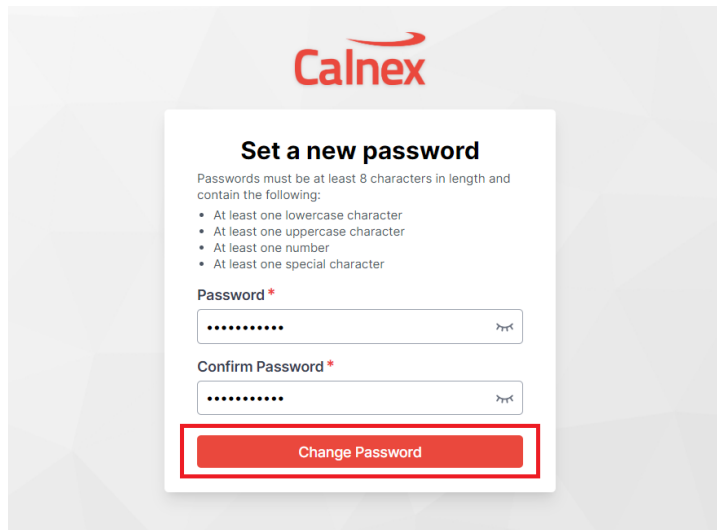 Calnex
Set a new password
Passwords must be at least 8 characters in length and
contain the following:
• At least one lowercase character
• At least one uppercase character
• At least one number
• At least one special character
Password *
•••••••••••
Confirm Password *
•••••••••••
Change Password